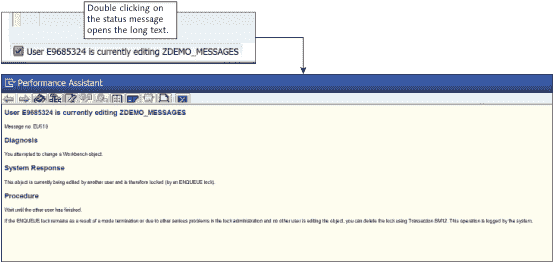 Double clicking on
the status message
opens the long text.
User E9685324 is currently editing ZDEMO_MESSAGES
Performance Assistant
User E9685324 is currently editing ZDEMO_MESSAGES
Message no.
Diagnosis
You attempted to change a Workbench object.
System Response
This object is currently being edited by another user and is therefore locked (by an ENQUEUE lock).
Procedure
Wait until the other user has finished.
If the ENQUEUE lock remains as a result of a mode termination or due to other serious problems in the lock administration and no other user is editing the object, you can delete the lock using Transaction SM12. This operation is logged by the system.